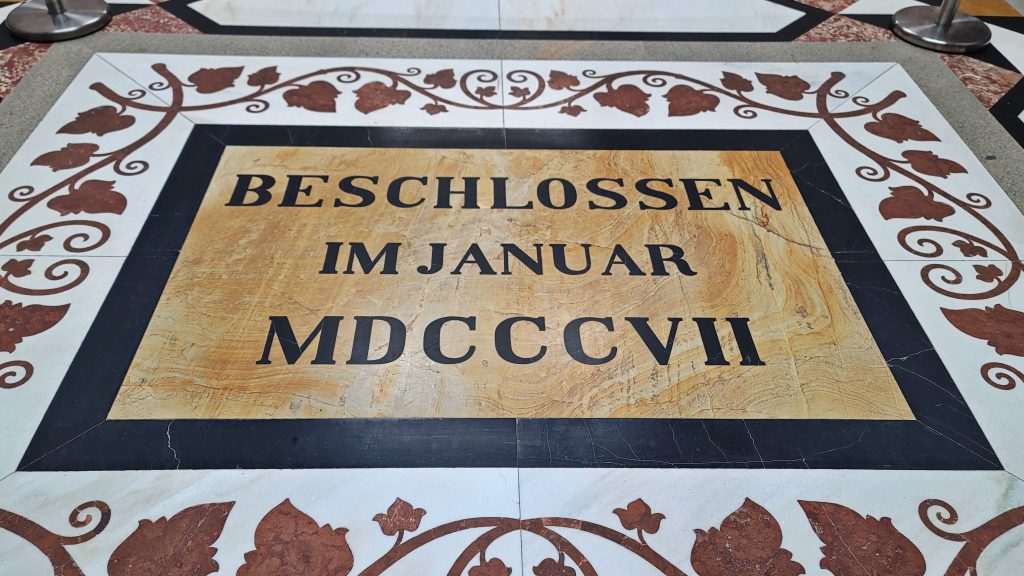 BESCHLOSSEN
IM JANUAR
MDCCCVII